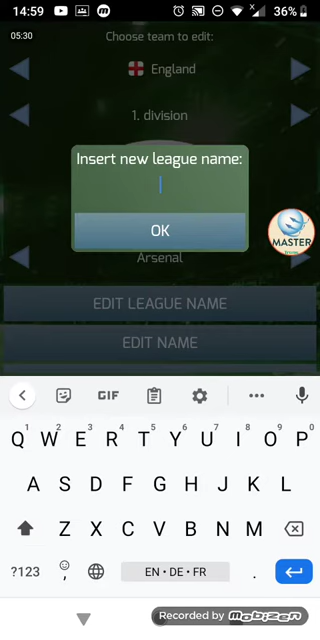 14:59
36%
05:30
Choose team to edit:
England
1. division
Insert new league name:
OK
MASTER
Arsenal
EDIT LEAGUE NAME
EDIT NAME
GIF
1 2 3 4 5 6 7 8 9 0
Q W E R T Y U I O P
A S D F G H J K L
Z X C V B N M
?123 , EN • DE • FR .
Recorded by mobizen